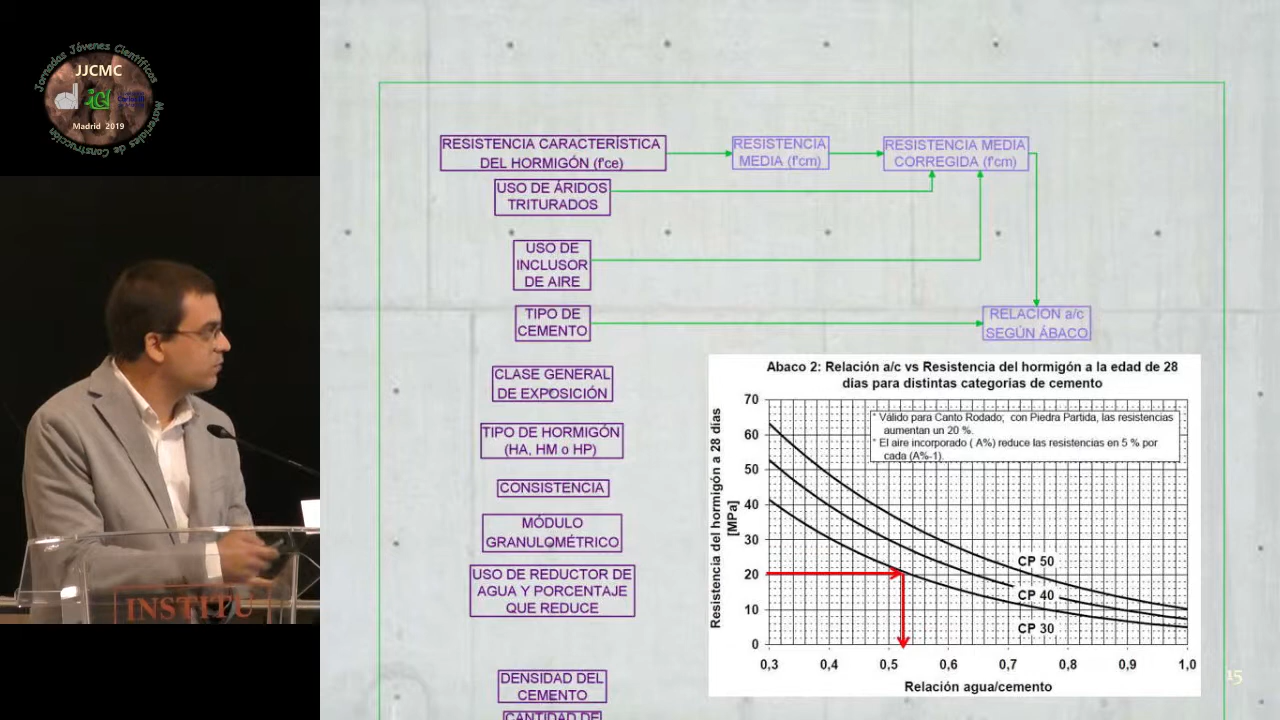 Jornadas Jóvenes Científicos
JJCMC
Madrid 2019
Materiales de Construcción
INSTITU
RESISTENCIA CARACTERÍSTICA
DEL HORMIGÓN (f'ce)
RESISTENCIA
MEDIA (f'cm)
RESISTENCIA MEDIA
CORREGIDA (f'cm)
USO DE ÁRIDOS
TRITURADOS
USO DE
INCLUSOR
DE AIRE
TIPO DE
CEMENTO
RELACIÓN a/c
SEGÚN ÁBACO
CLASE GENERAL
DE EXPOSICIÓN
TIPO DE HORMIGÓN
(HA, HM o HP)
CONSISTENCIA
MÓDULO
GRANULOMÉTRICO
USO DE REDUCTOR DE
AGUA Y PORCENTAJE
QUE REDUCE
DENSIDAD DEL
CEMENTO
CANTIDAD DE
Abaco 2: Relación a/c vs Resistencia del hormigón a la edad de 28
días para distintas categorias de cemento
* Válido para Canto Rodado; con Piedra Partida, las resistencias
aumentan un 20 %.
* El aire incorporado ( A%) reduce las resistencias en 5 % por
cada (A%-1).
Resistencia del hormigón a 28 días
[MPa]
70
60
50
40
30
20
10
0
CP 50
CP 40
CP 30
0,3 0,4 0,5 0,6 0,7 0,8 0,9 1,0
Relación agua/cemento
15